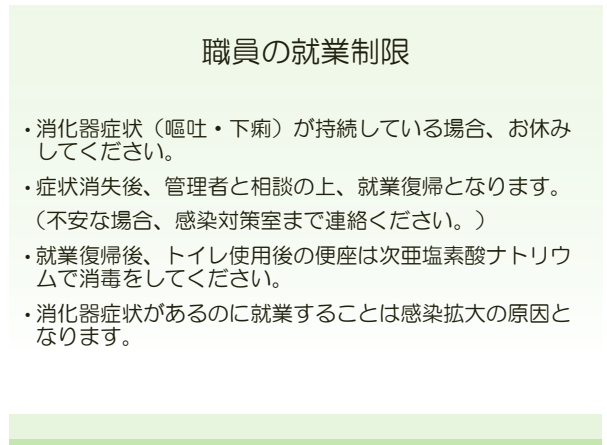 職員の就業制限
・消化器症状（嘔吐・下痢）が持続している場合、お休み
してください。
・症状消失後、管理者と相談の上、就業復帰となります。
（不安な場合、感染対策室まで連絡ください。）
・就業復帰後、トイレ使用後の便座は次亜塩素酸ナトリウ
ムで消毒をしてください。
・消化器症状があるのに就業することは感染拡大の原因と
なります。